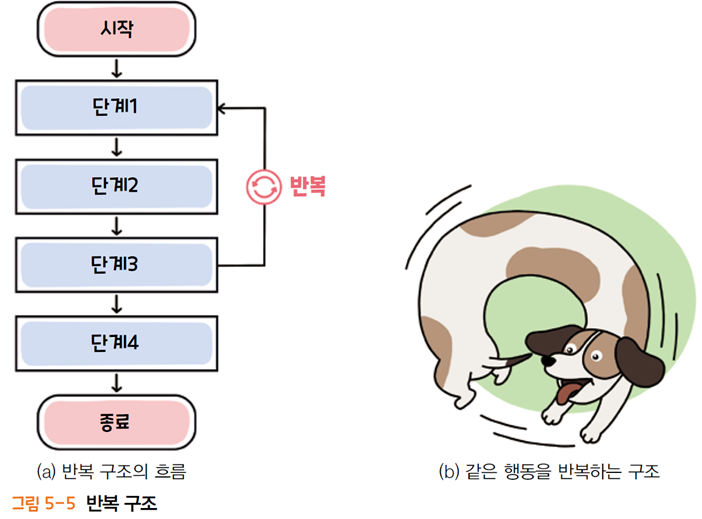 시작
단계1
단계2
반복
단계3
단계4
종료
(a) 반복 구조의 흐름
(b) 같은 행동을 반복하는 구조
그림 5-5 반복 구조